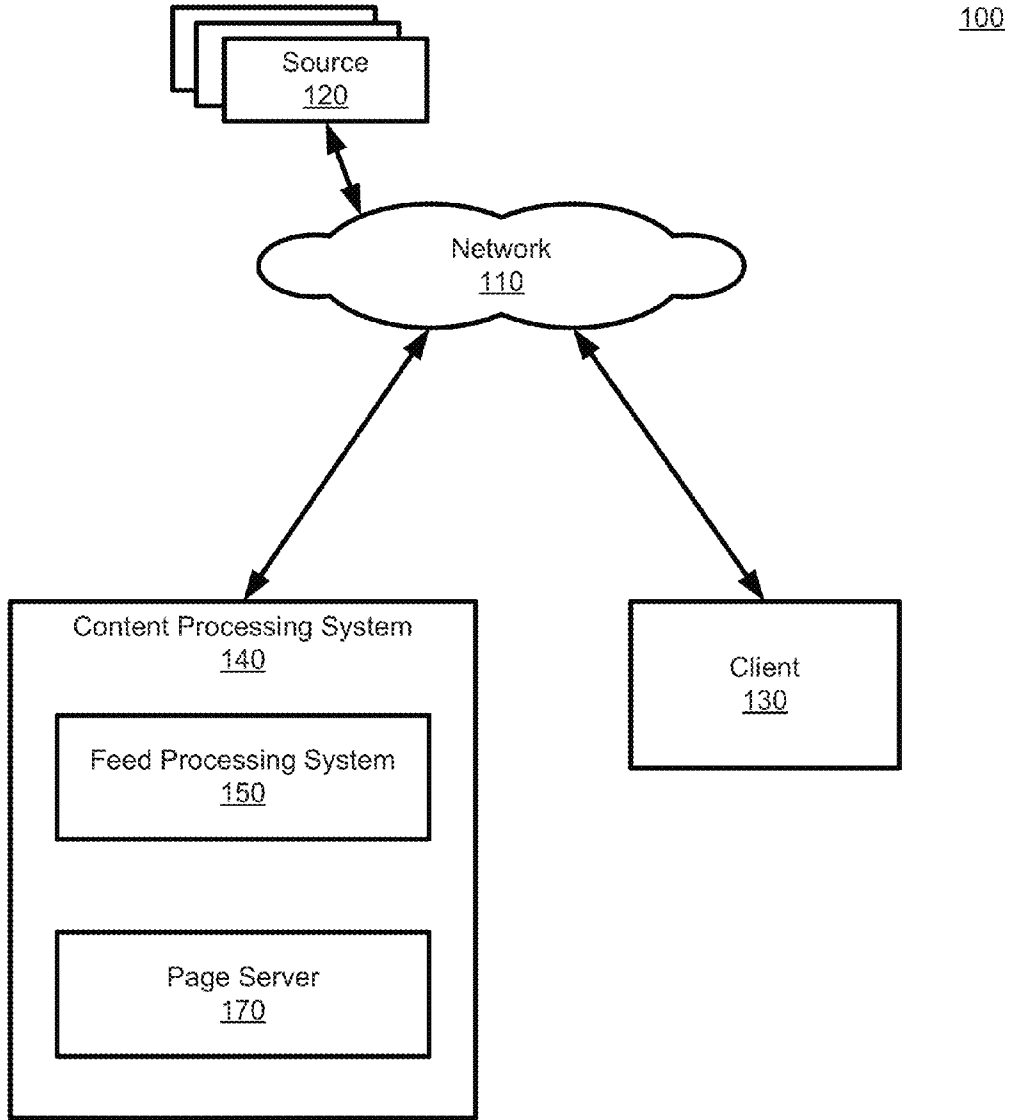 100
Source
120
Network
110
Content Processing System
140
Client
130
Feed Processing System
150
Page Server
170